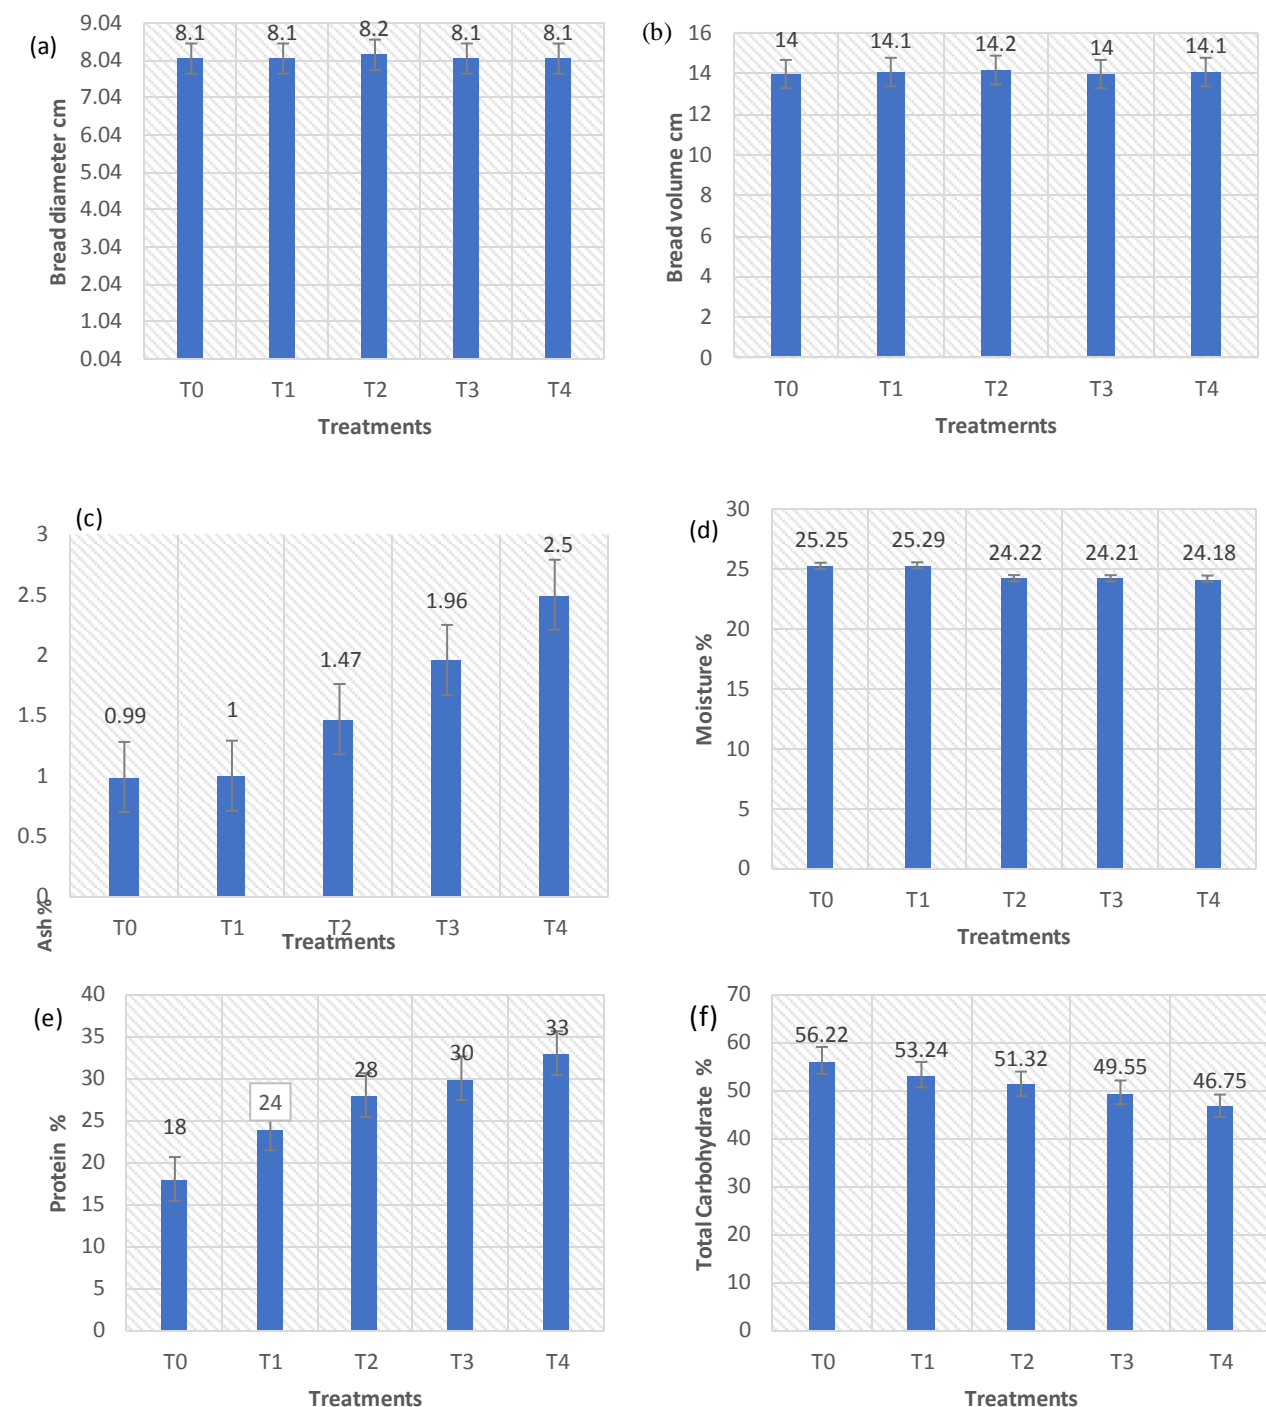 (a)
9.04
8.04
7.04
6.04
5.04
4.04
3.04
2.04
1.04
0.04
Bread diameter cm
8.1 8.1 8.2 8.1 8.1
T0 T1 T2 T3 T4
Treatments
(b)
16
14
12
10
8
6
4
2
0
Bread volume cm
14 14.1 14.2 14 14.1
T0 T1 T2 T3 T4
Treatmernts
(c)
3
2.5
2
1.5
1
0.5
0
Ash %
0.99 1 1.47 1.96 2.5
T0 T1 T2 T3 T4
Treatments
(d)
30
25
20
15
10
5
0
Moisture %
25.25 25.29 24.22 24.21 24.18
T0 T1 T2 T3 T4
Treatments
(e)
40
35
30
25
20
15
10
5
0
Protein %
18 24 28 30 33
T0 T1 T2 T3 T4
Treatments
(f)
70
60
50
40
30
20
10
0
Total Carbohydrate %
56.22 53.24 51.32 49.55 46.75
T0 T1 T2 T3 T4
Treatments